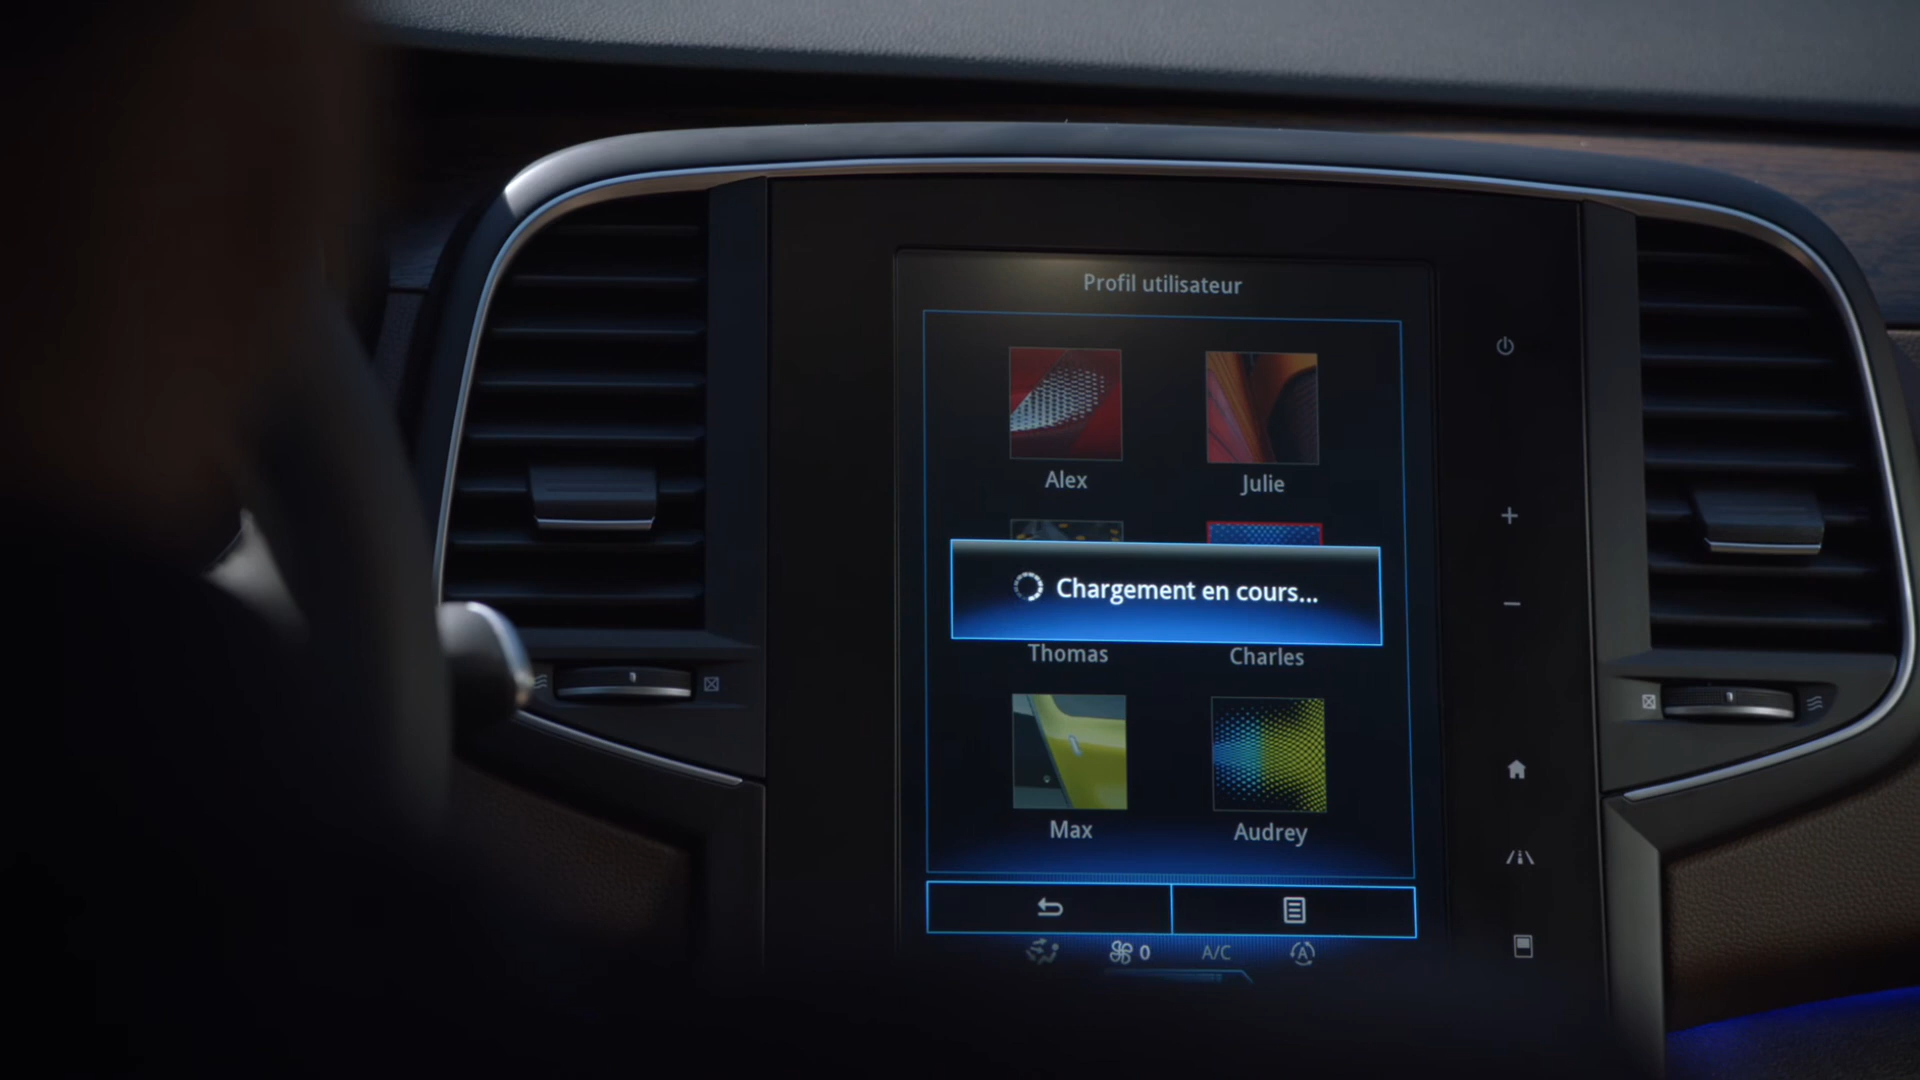 Profil utilisateur
Alex
Julie
Chargement en cours...
Thomas
Charles
Max
Audrey
0
A/C
A